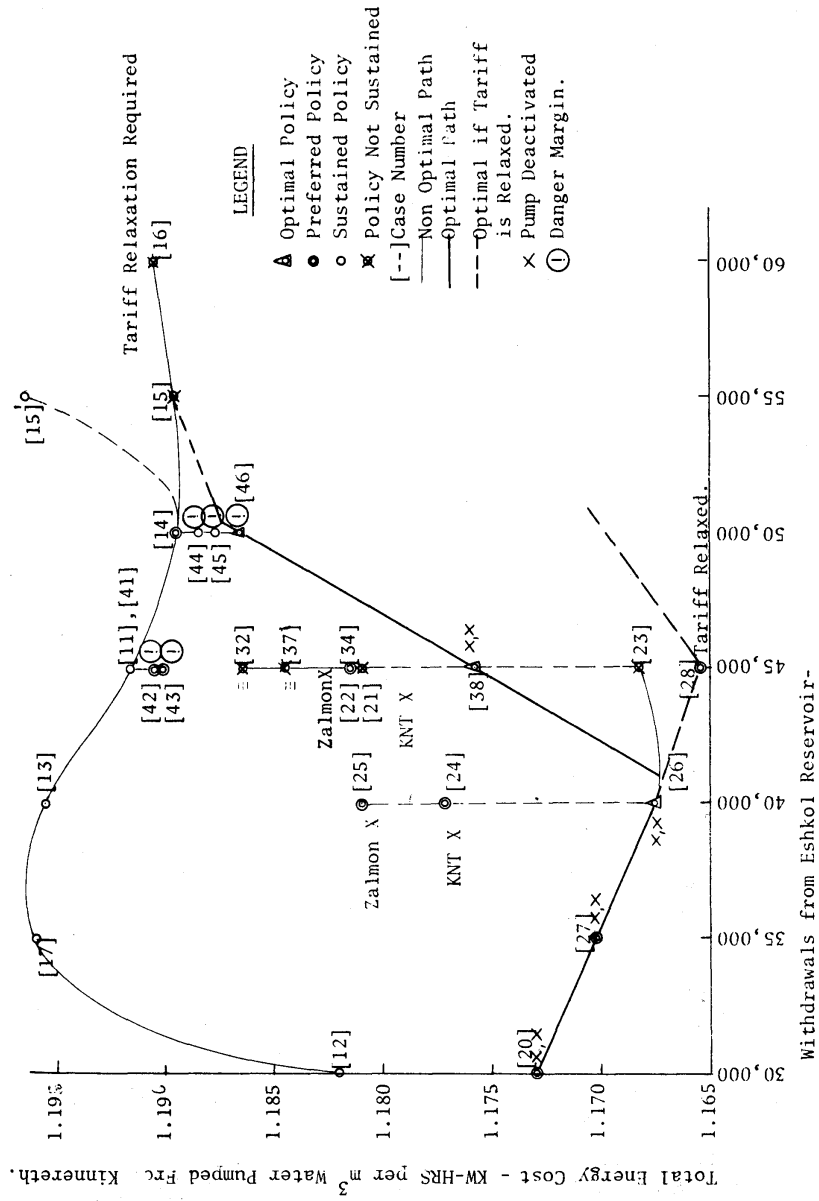 Total Energy Cost - KW-HRS per m3 Water Pumped Frc Kinnereth.
1.195
1.190
1.185
1.180
1.175
1.170
1.165
30,000
35,000
40,000
45,000
50,000
55,000
60,000
Withdrawals from Eshkol Reservoir-
Tariff Relaxation Required
[12]
[17]
[13]
[11],[41]
[42]
[43]
[14]
[44]
[45]
[46]
[15]
[15]'
[16]
[32]
[37]
[34]
[22]
[21]
Zalmon X
KNT X
[38]
X,X
[23]
[28]
Tariff Relaxed.
[25]
[24]
Zalmon X
KNT X
[26]
X,X
[27]
X,X
[20]
X,X
LEGEND
Optimal Policy
Preferred Policy
Sustained Policy
Policy Not Sustained
[--] Case Number
Non Optimal Path
Optimal Path
Optimal if Tariff
is Relaxed.
X Pump Deactivated
! Danger Margin.